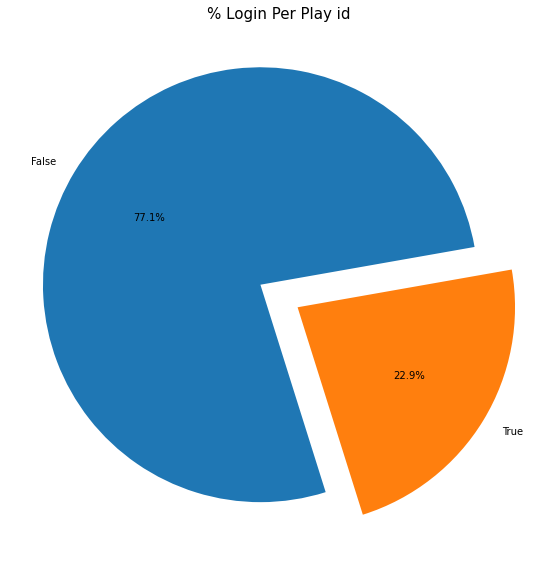 % Login Per Play id
False
77.1%
22.9%
True